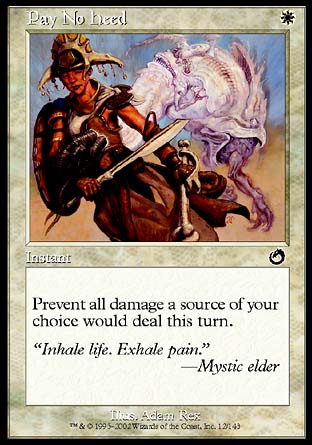 Pay No Heed
Instant
Prevent all damage a source of your
choice would deal this turn.
“Inhale life. Exhale pain.”
—Mystic elder
Illus. Adam Rex
™ & © 1993-2002 Wizards of the Coast, Inc. 12/143